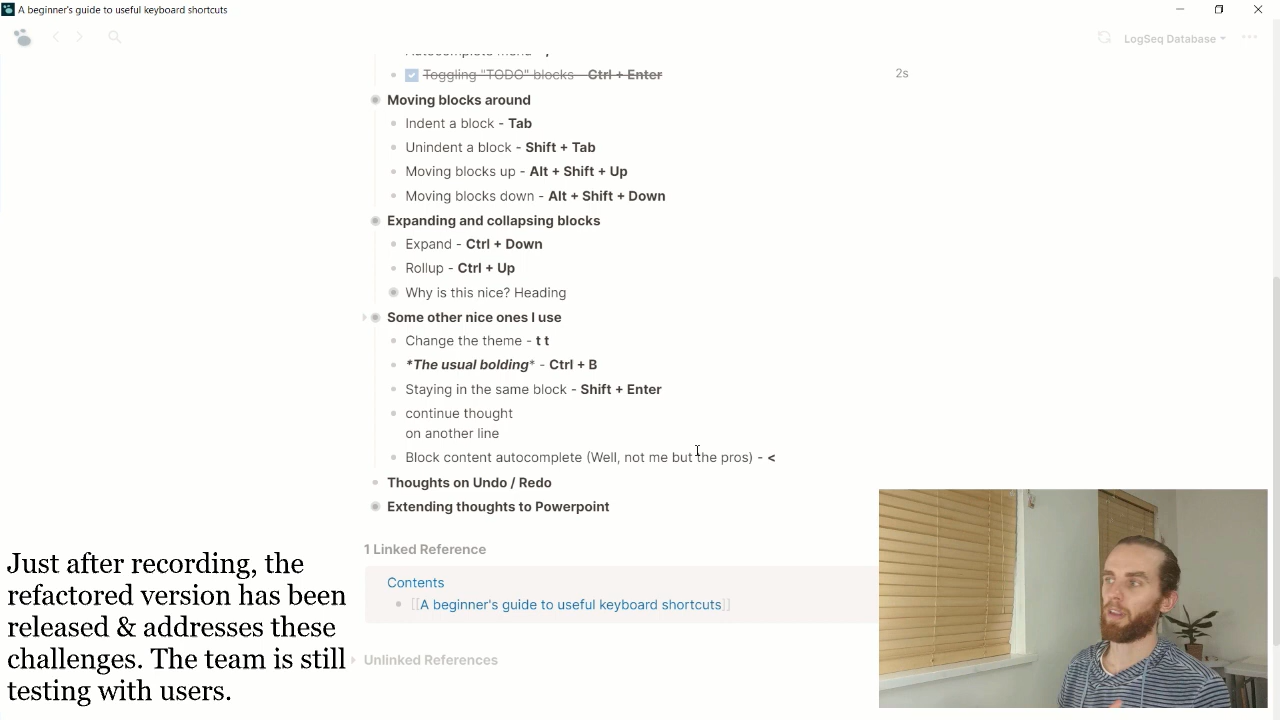 A beginner's guide to useful keyboard shortcuts
LogSeq Database
Toggling "TODO" blocks - Ctrl + Enter
2s
Moving blocks around
Indent a block - Tab
Unindent a block - Shift + Tab
Moving blocks up - Alt + Shift + Up
Moving blocks down - Alt + Shift + Down
Expanding and collapsing blocks
Expand - Ctrl + Down
Rollup - Ctrl + Up
Why is this nice? Heading
Some other nice ones I use
Change the theme - t t
*The usual bolding* - Ctrl + B
Staying in the same block - Shift + Enter
continue thought
on another line
Block content autocomplete (Well, not me but the pros) - <
Thoughts on Undo / Redo
Extending thoughts to Powerpoint
1 Linked Reference
Contents
[[A beginner's guide to useful keyboard shortcuts]]
Unlinked References
Just after recording, the
refactored version has been
released & addresses these
challenges. The team is still
testing with users.